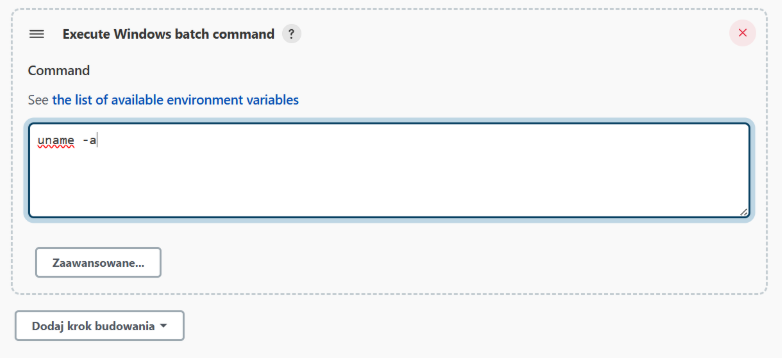 Execute Windows batch command ?
Command
See the list of available environment variables
uname -a
Zaawansowane...
Dodaj krok budowania